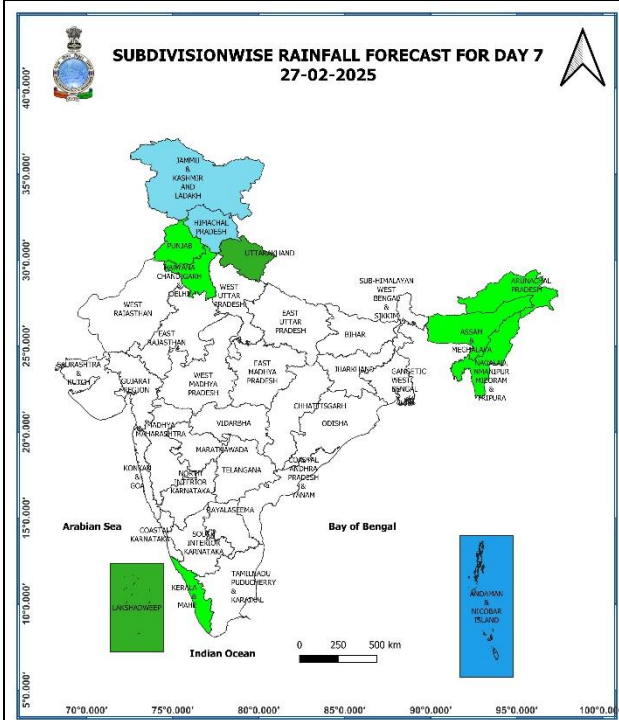 SUBDIVISIONWISE RAINFALL FORECAST FOR DAY 7
27-02-2025
40°0.000'
35°0.000'
30°0.000'
25°0.000'
20°0.000'
15°0.000'
10°0.000'
5°0.000'
JAMMU
&
KASHMIR
AND
LADAKH
HIMACHAL
PRADESH
PUNJAB
UTTARAKHAND
HARYANA
CHANDIGARH
&
DELHI
WEST
UTTAR
PRADESH
SUB-HIMALAYAN
WEST
BENGAL
&
SIKKIM
ARUNACHAL
PRADESH
WEST
RAJASTHAN
EAST
RAJASTHAN
EAST
UTTAR
PRADESH
BIHAR
ASSAM
&
MEGHALAYA
SAURASHTRA
&
KUTCH
GUJARAT
REGION
WEST
MADHYA
PRADESH
EAST
MADHYA
PRADESH
JHARKHAND
GANGETIC
WEST
BENGAL
MIZORAM
&
TRIPURA
CHHATTISGARH
ODISHA
MADHYA
MAHARASHTRA
VIDARBHA
MARATHWADA
TELANGANA
KONKAN
&
GOA
NORTH
INTERIOR
KARNATAKA
COASTAL
ANDHRA
PRADESH
&
YANAM
RAYALASEEMA
Arabian Sea
Bay of Bengal
COASTAL
KARNATAKA
SOUTH
INTERIOR
KARNATAKA
KERALA
&
MAHE
TAMILNADU
PUDUCHERRY
&
KARAIKAL
LAKSHADWEEP
ANDAMAN
&
NICOBAR
ISLAND
Indian Ocean
0 250 500 km
70°0.000' 75°0.000' 80°0.000' 85°0.000' 90°0.000' 95°0.000' 100°0.0